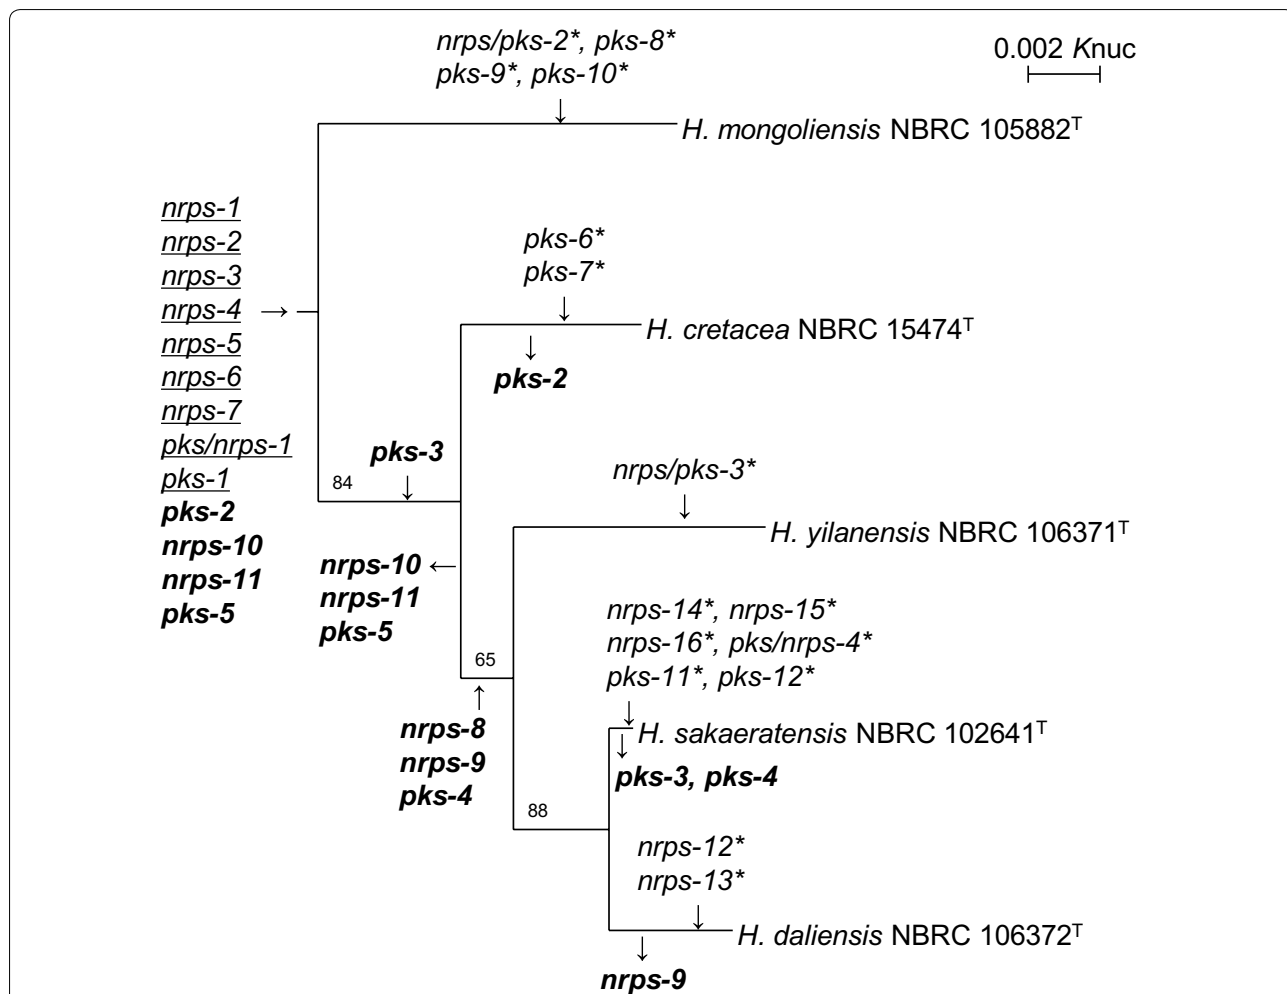 nrps/pks-2*, pks-8*
pks-9*, pks-10*
0.002 Knuc
H. mongoliensis NBRC 105882ᵀ
nrps-1
nrps-2
nrps-3
nrps-4
nrps-5
nrps-6
nrps-7
pks/nrps-1
pks-1
pks-2
nrps-10
nrps-11
pks-5
pks-6*
pks-7*
H. cretacea NBRC 15474ᵀ
pks-2
pks-3
84
nrps-10
nrps-11
pks-5
nrps/pks-3*
H. yilanensis NBRC 106371ᵀ
65
nrps-8
nrps-9
pks-4
nrps-14*, nrps-15*
nrps-16*, pks/nrps-4*
pks-11*, pks-12*
H. sakaeratensis NBRC 102641ᵀ
pks-3, pks-4
88
nrps-12*
nrps-13*
H. daliensis NBRC 106372ᵀ
nrps-9